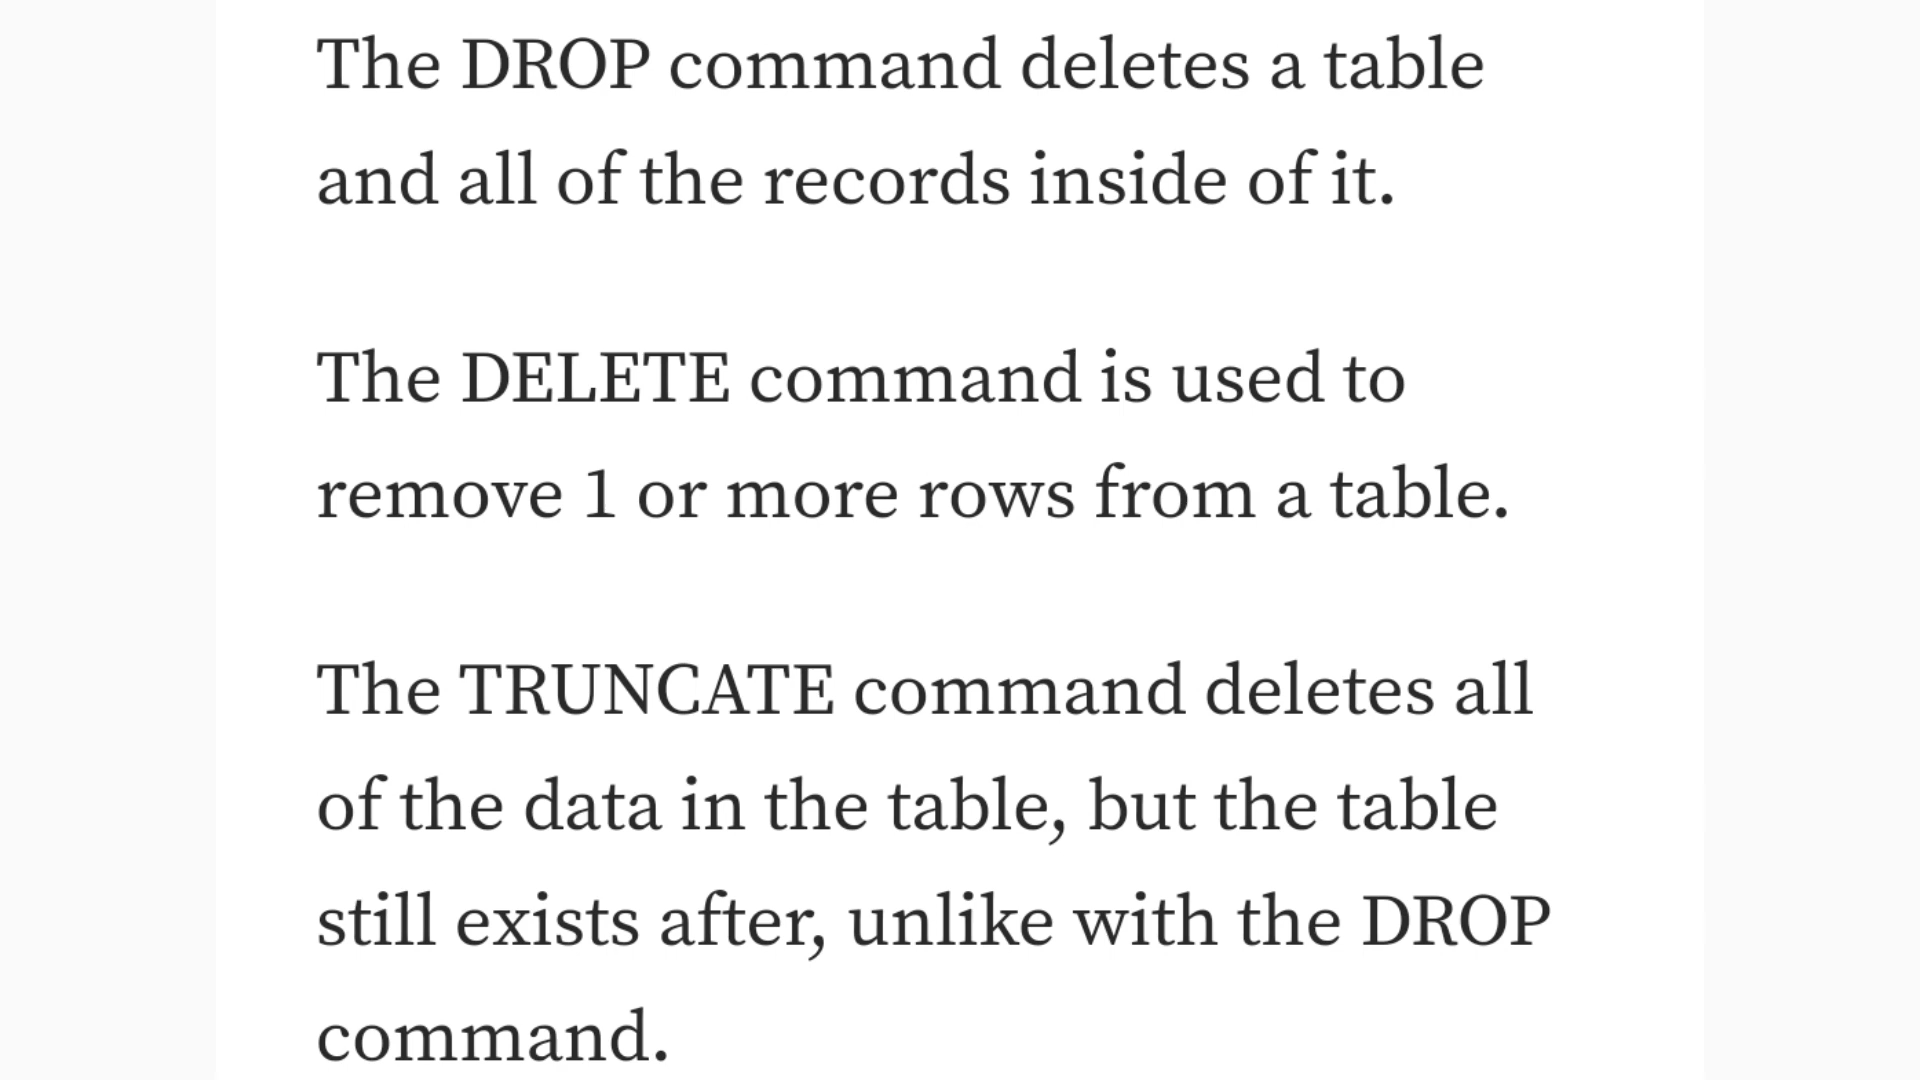 The DROP command deletes a table
and all of the records inside of it.
The DELETE command is used to
remove 1 or more rows from a table.
The TRUNCATE command deletes all
of the data in the table, but the table
still exists after, unlike with the DROP
command.